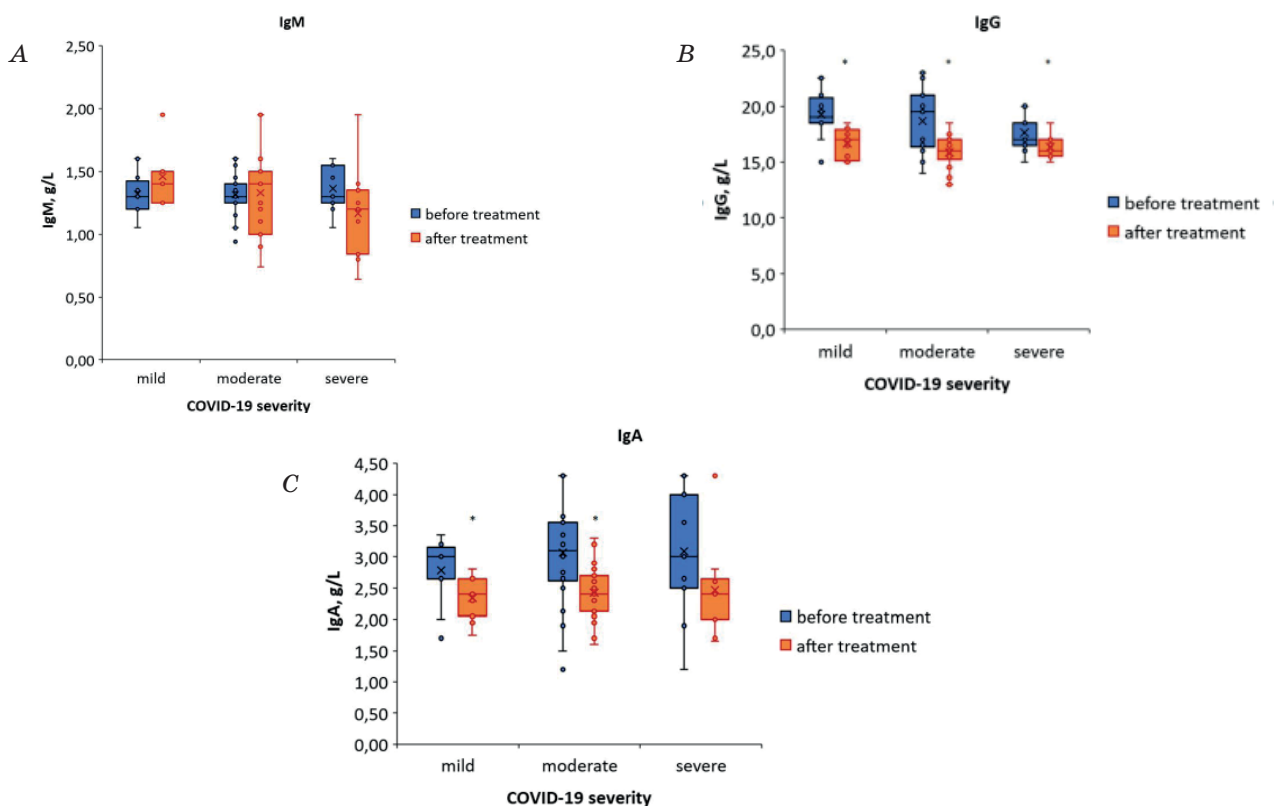 A
IgM
2,50
2,00
1,50
1,00
0,50
0,00
IgM, g/L
mild moderate severe
COVID-19 severity
before treatment
after treatment
B
IgG
25,0
20,0
15,0
10,0
5,0
0,0
IgG, g/L
* * *
mild moderate severe
COVID-19 severity
before treatment
after treatment
C
IgA
4,50
4,00
3,50
3,00
2,50
2,00
1,50
1,00
0,50
0,00
IgA, g/L
* *
mild moderate severe
COVID-19 severity
before treatment
after treatment